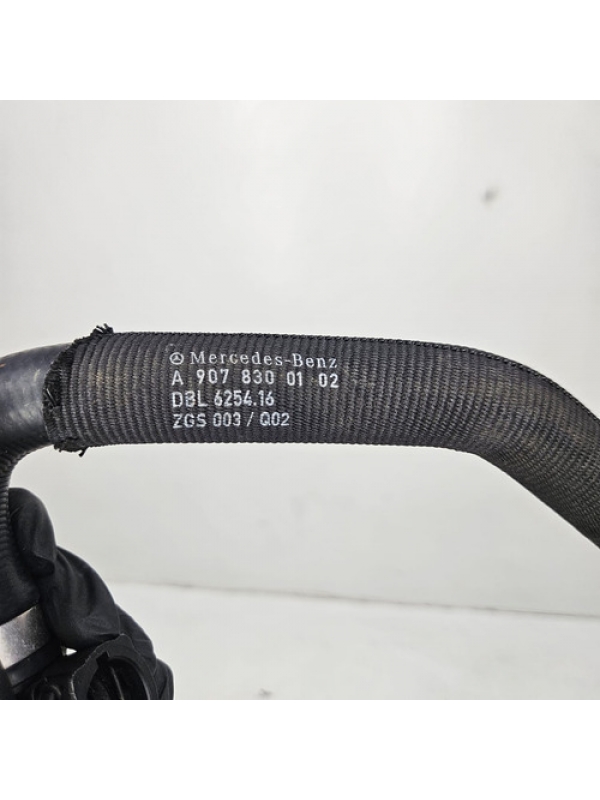 Mercedes-Benz
A 907 830 01 02
DBL 6254.16
ZGS 003 / Q02